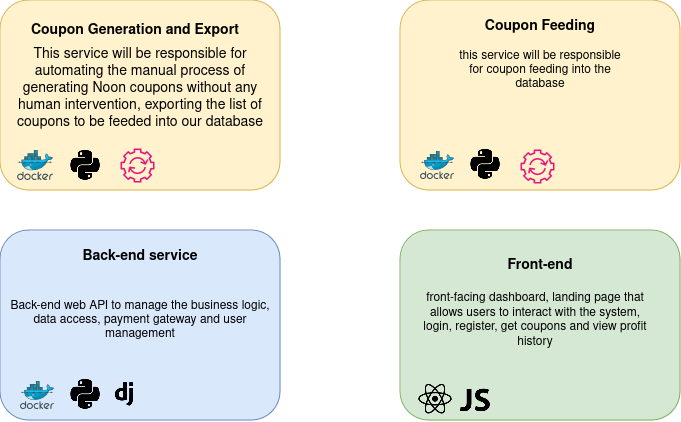 Coupon Generation and Export
This service will be responsible for
automating the manual process of
generating Noon coupons without any
human intervention, exporting the list of
coupons to be feeded into our database
docker
Coupon Feeding
this service will be responsible
for coupon feeding into the
database
docker
Back-end service
Back-end web API to manage the business logic,
data access, payment gateway and user
management
docker
dj
Front-end
front-facing dashboard, landing page that
allows users to interact with the system,
login, register, get coupons and view profit
history
JS